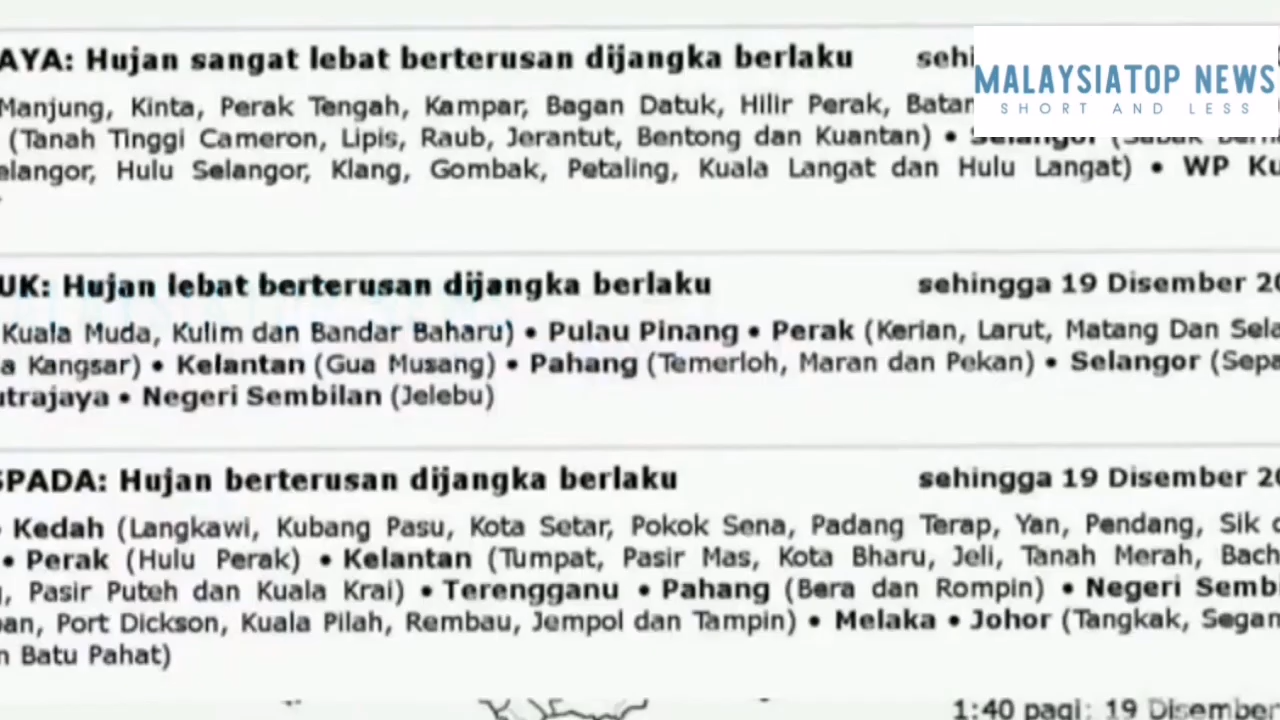 AYA: Hujan sangat lebat berterusan dijangka berlaku sehi
MALAYSIATOP NEWS
SHORT AND LESS
Manjung, Kinta, Perak Tengah, Kampar, Bagan Datuk, Hilir Perak, Batan
(Tanah Tinggi Cameron, Lipis, Raub, Jerantut, Bentong dan Kuantan) • Selangor (Sabak
elangor, Hulu Selangor, Klang, Gombak, Petaling, Kuala Langat dan Hulu Langat) • WP Ku
UK: Hujan lebat berterusan dijangka berlaku sehingga 19 Disember 20
Kuala Muda, Kulim dan Bandar Baharu) • Pulau Pinang • Perak (Kerian, Larut, Matang Dan Sela
a Kangsar) • Kelantan (Gua Musang) • Pahang (Temerloh, Maran dan Pekan) • Selangor (Sepa
utrajaya • Negeri Sembilan (Jelebu)
SPADA: Hujan berterusan dijangka berlaku sehingga 19 Disember 20
• Kedah (Langkawi, Kubang Pasu, Kota Setar, Pokok Sena, Padang Terap, Yan, Pendang, Sik d
• Perak (Hulu Perak) • Kelantan (Tumpat, Pasir Mas, Kota Bharu, Jeli, Tanah Merah, Bach
, Pasir Puteh dan Kuala Krai) • Terengganu • Pahang (Bera dan Rompin) • Negeri Semb
an, Port Dickson, Kuala Pilah, Rembau, Jempol dan Tampin) • Melaka • Johor (Tangkak, Segam
n Batu Pahat)
1:40 pagi: 19 Disember